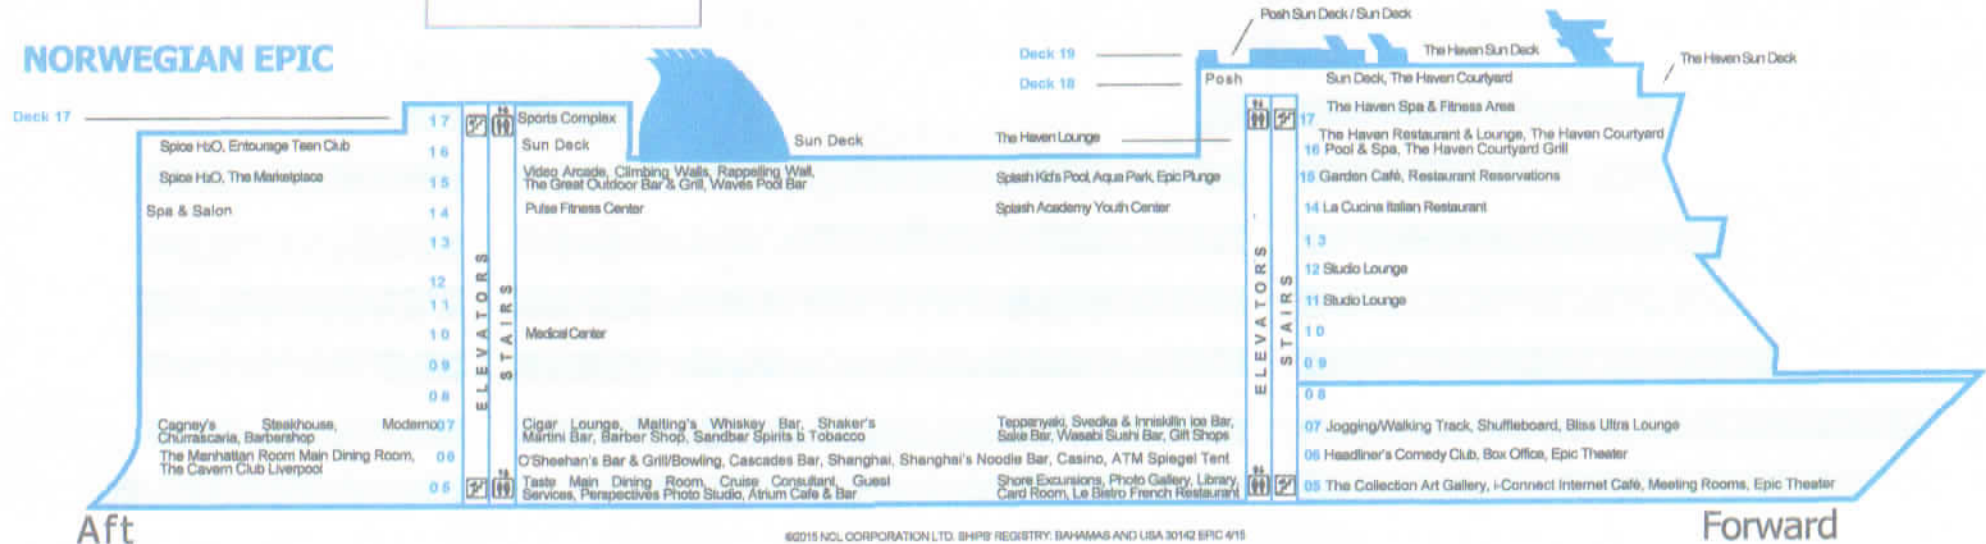 NORWEGIAN EPIC
Posh Sun Deck / Sun Deck
Deck 19
The Haven Sun Deck
The Haven Sun Deck
Deck 18
Posh
Sun Deck, The Haven Courtyard
Deck 17
17
Sports Complex
17
The Haven Spa & Fitness Area
Spice H2O, Entourage Teen Club
16
Sun Deck
Sun Deck
The Haven Lounge
The Haven Restaurant & Lounge, The Haven Courtyard
16 Pool & Spa, The Haven Courtyard Grill
Spice H2O, The Marketplace
15
Video Arcade, Climbing Walls, Rappelling Wall,
The Great Outdoor Bar & Grill, Waves Pool Bar
Splash Kid's Pool, Aqua Park, Epic Plunge
15 Garden Café, Restaurant Reservations
Spa & Salon
14
Pulse Fitness Center
Splash Academy Youth Center
14 La Cucina Italian Restaurant
13
13
12
12 Studio Lounge
11
11 Studio Lounge
10
Medical Center
10
09
09
08
08
ELEVATORS
STAIRS
ELEVATORS
STAIRS
Cagney's Steakhouse, Moderno07
Churrascaria, Barbershop
Cigar Lounge, Malting's Whiskey Bar, Shaker's
Martini Bar, Barber Shop, Sandbar Spirits b Tobacco
Teppanyaki, Svedka & Inniskillin Ice Bar,
Sake Bar, Wasabi Sushi Bar, Gift Shops
07 Jogging/Walking Track, Shuffleboard, Bliss Ultra Lounge
The Manhattan Room Main Dining Room,
The Cavern Club Liverpool
06
O'Sheehan's Bar & Grill/Bowling, Cascades Bar, Shanghai, Shanghai's Noodle Bar, Casino, ATM Spiegel Tent
06 Headliner's Comedy Club, Box Office, Epic Theater
05
Taste Main Dining Room, Cruise Consultant, Guest
Services, Perspectives Photo Studio, Atrium Cafe & Bar
Shore Excursions, Photo Gallery, Library,
Card Room, Le Bistro French Restaurant
05 The Collection Art Gallery, i-Connect Internet Café, Meeting Rooms, Epic Theater
Aft
Forward
©2015 NCL CORPORATION LTD. SHIPS' REGISTRY: BAHAMAS AND USA 30142 EPIC 4/15